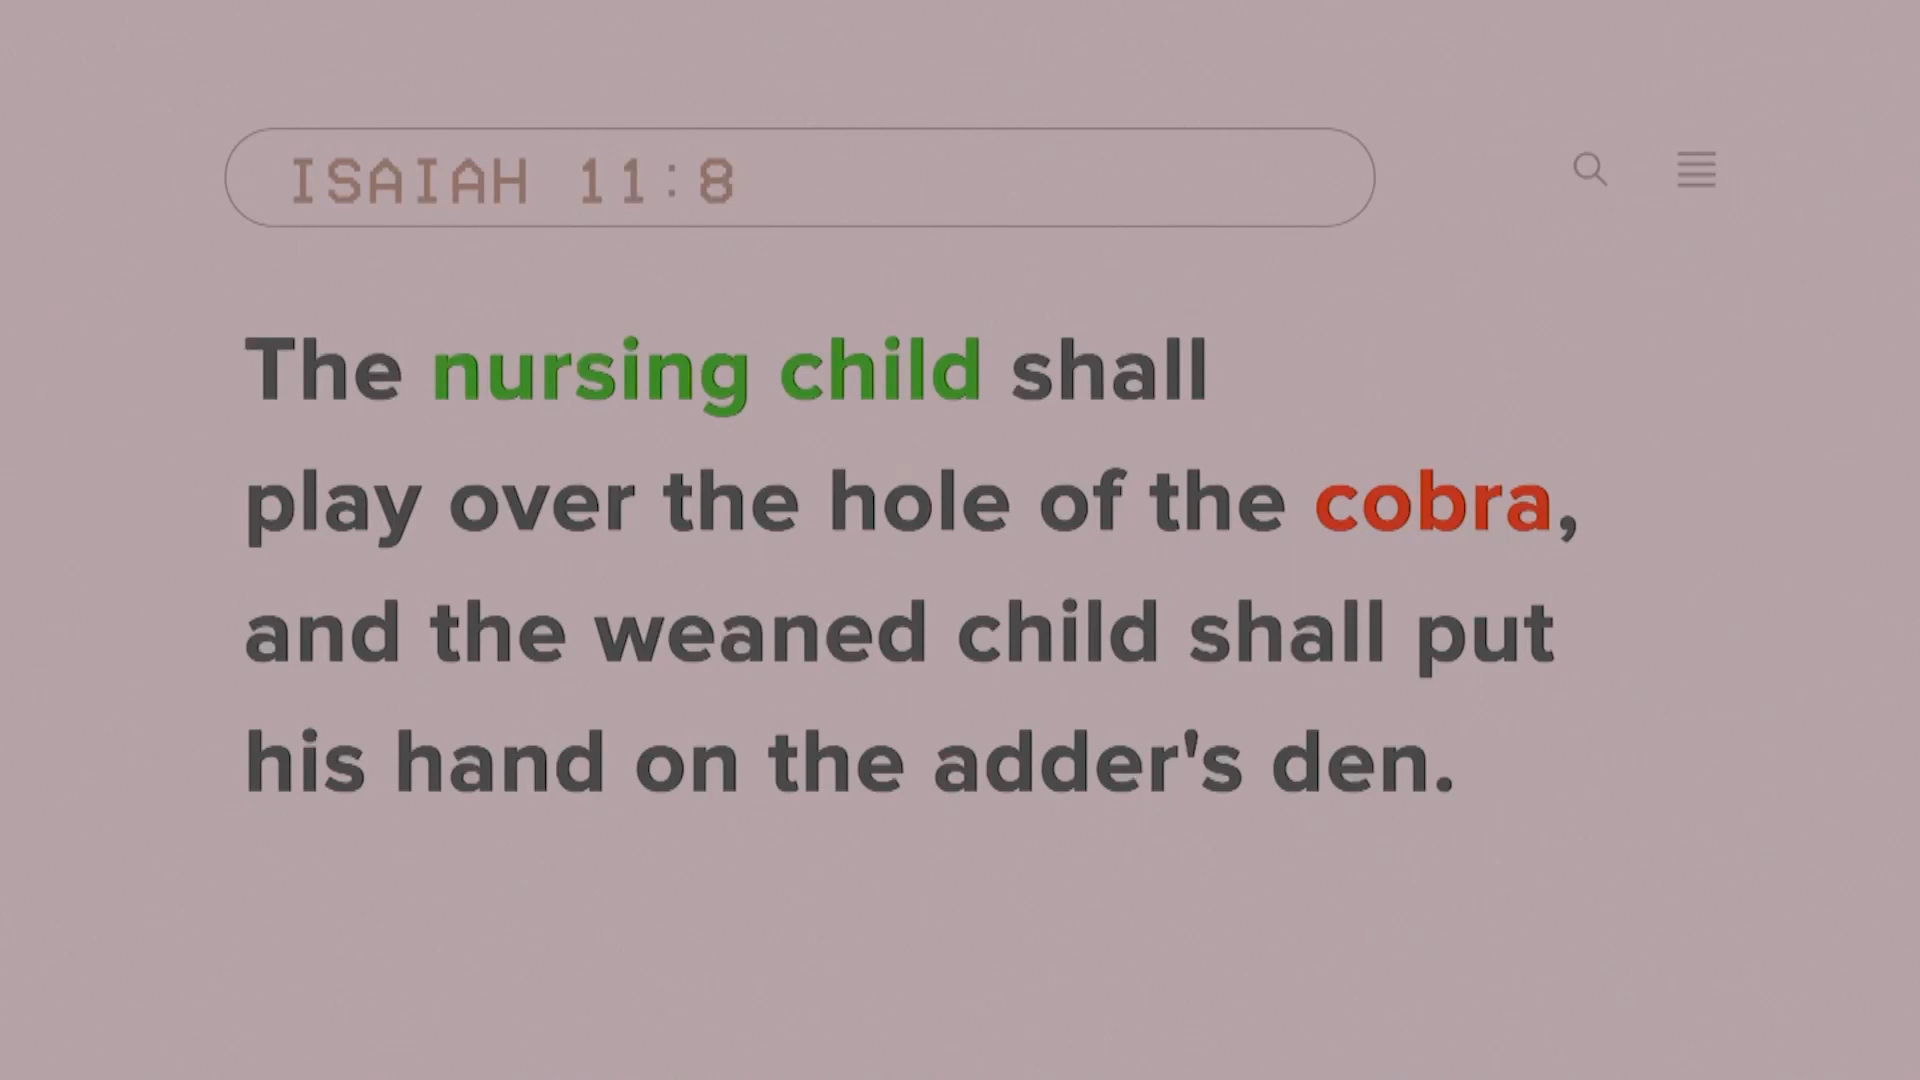 ISAIAH 11:8
The nursing child shall
play over the hole of the cobra,
and the weaned child shall put
his hand on the adder's den.